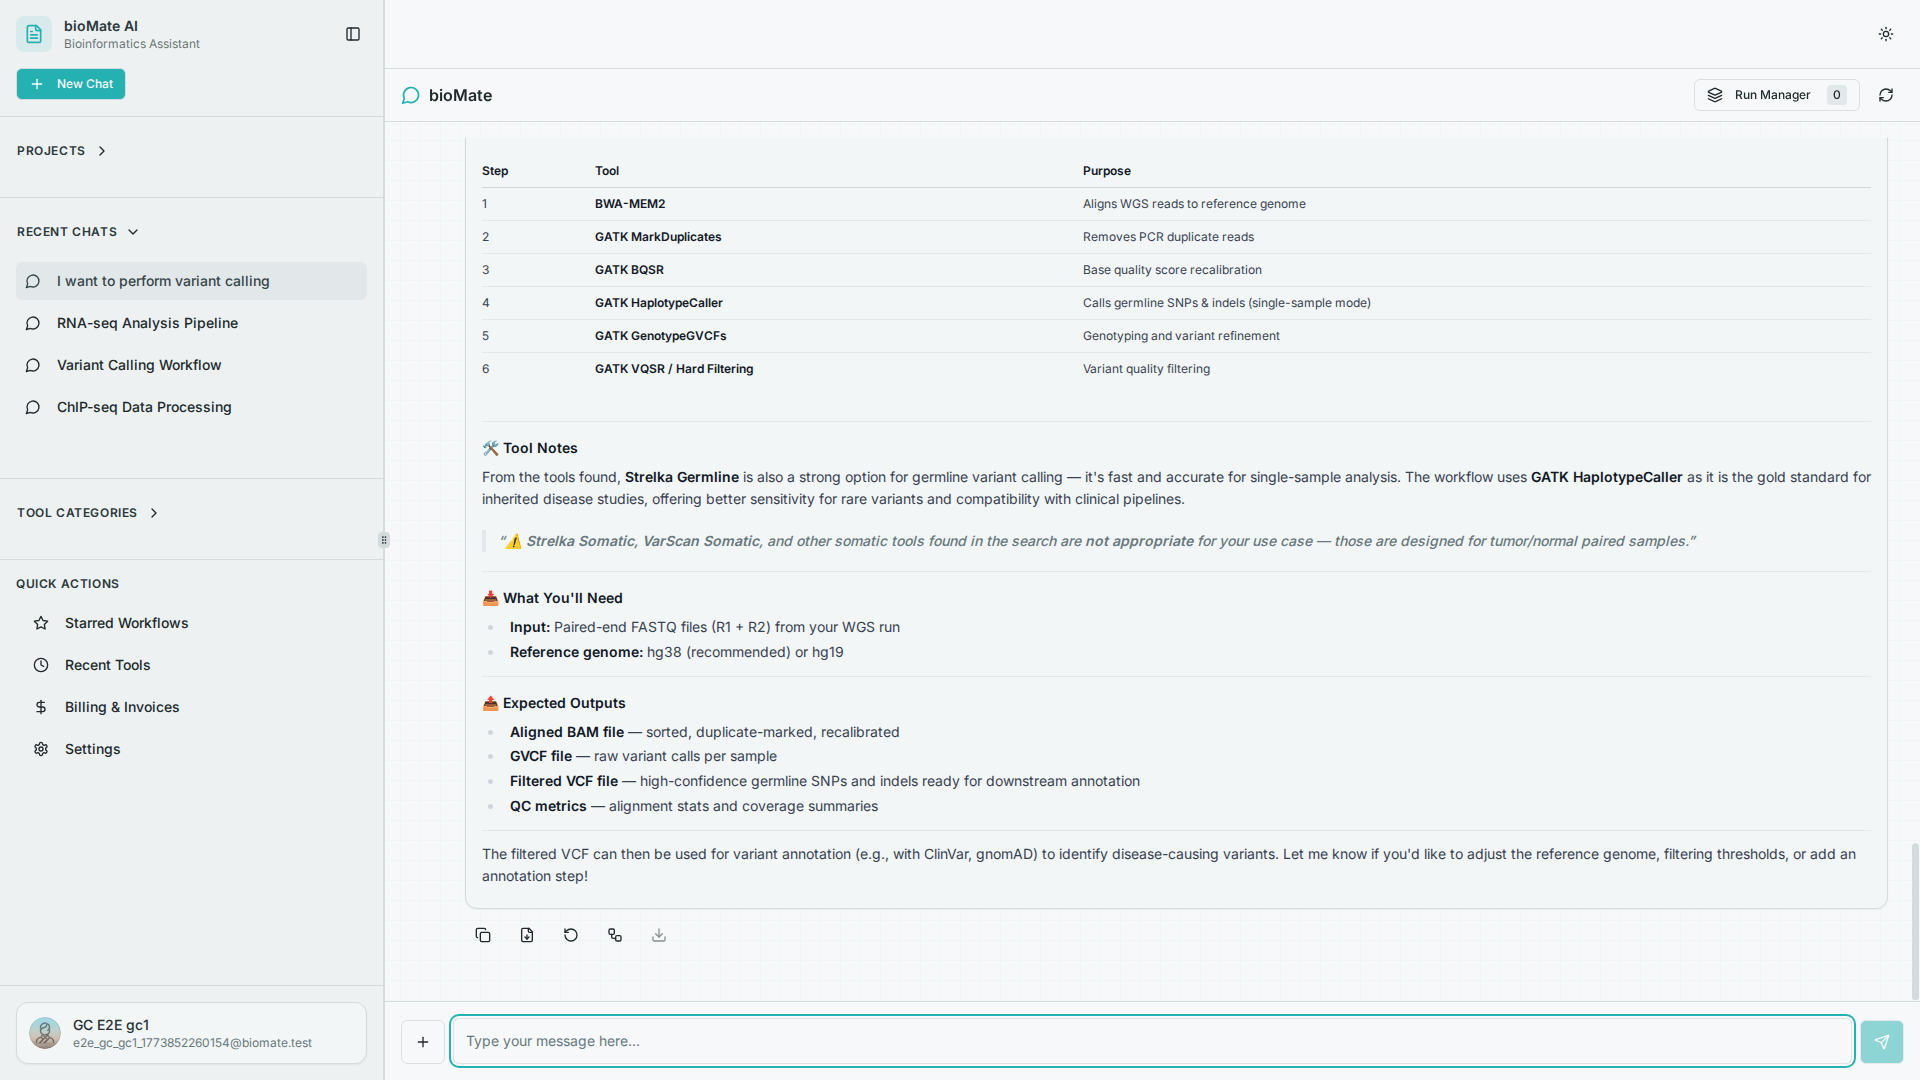 bioMate AI
Bioinformatics Assistant
New Chat
PROJECTS
RECENT CHATS
I want to perform variant calling
RNA-seq Analysis Pipeline
Variant Calling Workflow
ChIP-seq Data Processing
TOOL CATEGORIES
QUICK ACTIONS
Starred Workflows
Recent Tools
Billing & Invoices
Settings
GC E2E gc1
e2e_gc_gc1_1773852260154@biomate.test
bioMate
Run Manager 0
Step Tool Purpose
1 BWA-MEM2 Aligns WGS reads to reference genome
2 GATK MarkDuplicates Removes PCR duplicate reads
3 GATK BQSR Base quality score recalibration
4 GATK HaplotypeCaller Calls germline SNPs & indels (single-sample mode)
5 GATK GenotypeGVCFs Genotyping and variant refinement
6 GATK VQSR / Hard Filtering Variant quality filtering
🛠️ Tool Notes
From the tools found, Strelka Germline is also a strong option for germline variant calling — it's fast and accurate for single-sample analysis. The workflow uses GATK HaplotypeCaller as it is the gold standard for
inherited disease studies, offering better sensitivity for rare variants and compatibility with clinical pipelines.
“⚠️ Strelka Somatic, VarScan Somatic, and other somatic tools found in the search are not appropriate for your use case — those are designed for tumor/normal paired samples.”
📥 What You'll Need
Input: Paired-end FASTQ files (R1 + R2) from your WGS run
Reference genome: hg38 (recommended) or hg19
📤 Expected Outputs
Aligned BAM file — sorted, duplicate-marked, recalibrated
GVCF file — raw variant calls per sample
Filtered VCF file — high-confidence germline SNPs and indels ready for downstream annotation
QC metrics — alignment stats and coverage summaries
The filtered VCF can then be used for variant annotation (e.g., with ClinVar, gnomAD) to identify disease-causing variants. Let me know if you'd like to adjust the reference genome, filtering thresholds, or add an
annotation step!
Type your message here...